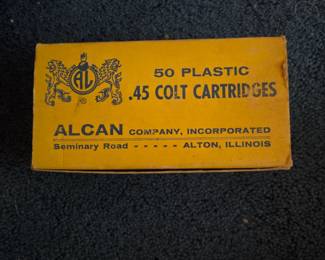 AL
®
50 PLASTIC
.45 COLT CARTRIDGES
ALCAN COMPANY, INCORPORATED
Seminary Road - - - - - ALTON, ILLINOIS